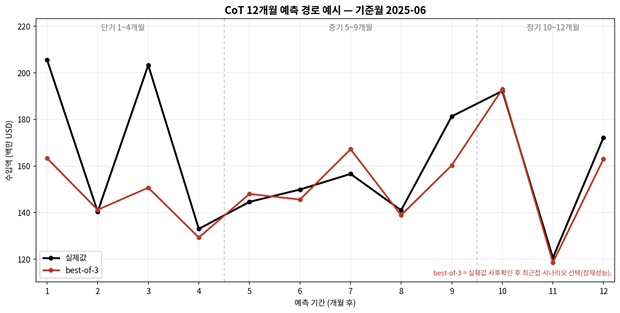 CoT 12개월 예측 경로 예시 — 기준월 2025-06
단기 1~4개월
중기 5~9개월
장기 10~12개월
220
200
180
160
140
120
수입액 (백만 USD)
실제값
best-of-3
best-of-3 = 실제값 사후확인 후 최근접 시나리오 선택(잠재성능).
1 2 3 4 5 6 7 8 9 10 11 12
예측 기간 (개월 후)